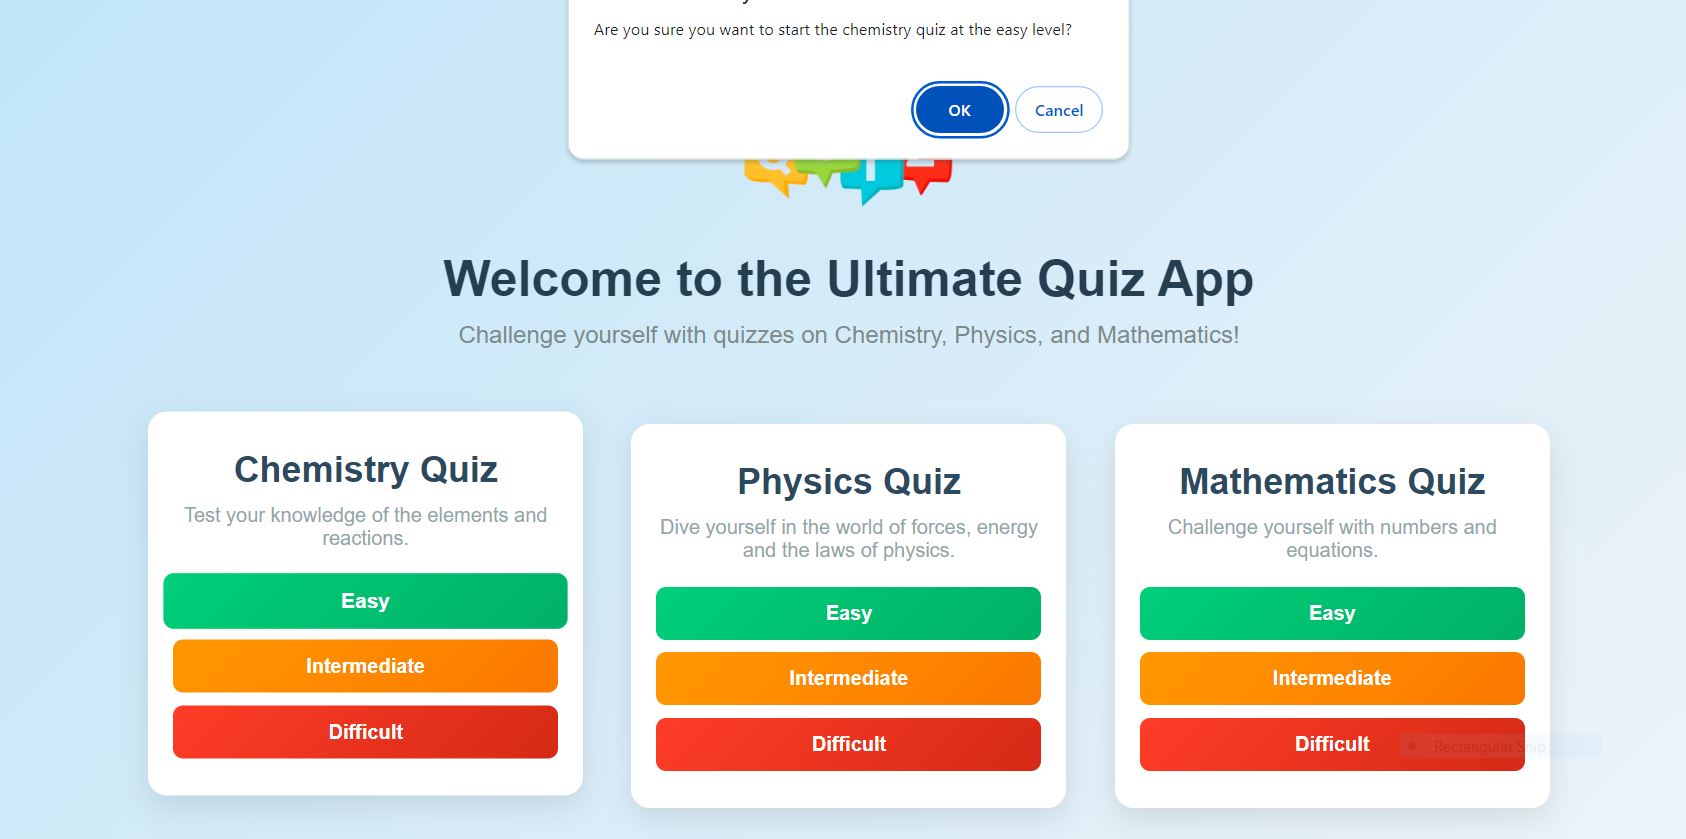 Are you sure you want to start the chemistry quiz at the easy level?
OK
Cancel
Welcome to the Ultimate Quiz App
Challenge yourself with quizzes on Chemistry, Physics, and Mathematics!
Chemistry Quiz
Test your knowledge of the elements and
reactions.
Easy
Intermediate
Difficult
Physics Quiz
Dive yourself in the world of forces, energy
and the laws of physics.
Easy
Intermediate
Difficult
Mathematics Quiz
Challenge yourself with numbers and
equations.
Easy
Intermediate
Difficult
Rectangular Snip